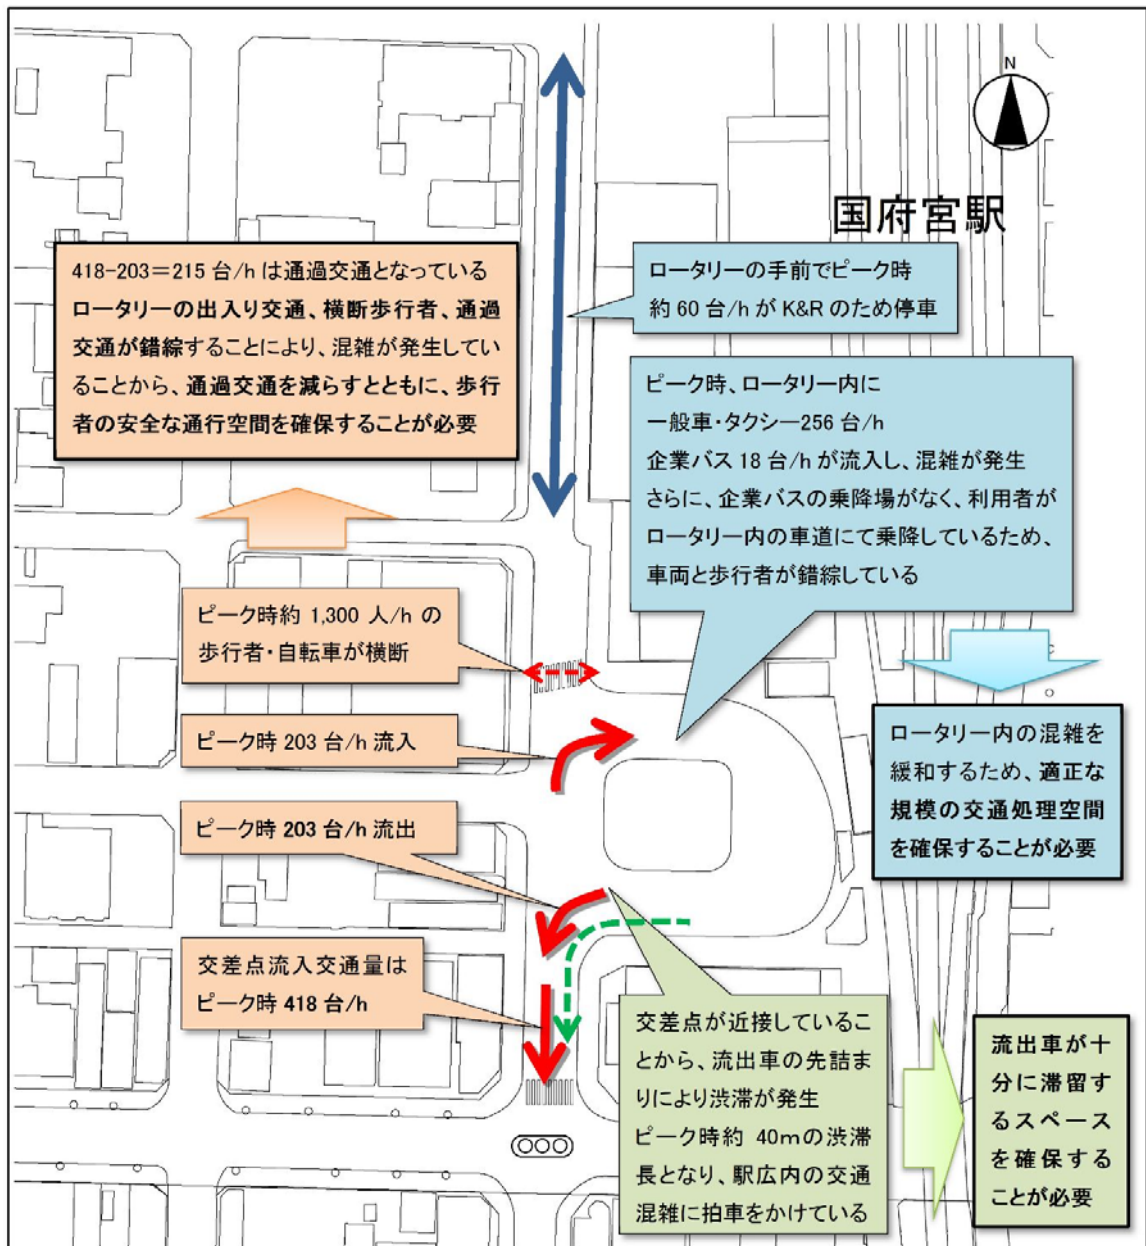 N
国府宮駅
418-203＝215 台/h は通過交通となっている
ロータリーの出入り交通、横断歩行者、通過
交通が錯綜することにより、混雑が発生してい
ることから、通過交通を減らすとともに、歩行
者の安全な通行空間を確保することが必要
ロータリーの手前でピーク時
約 60 台/h が K&R のため停車
ピーク時、ロータリー内に
一般車・タクシー256 台/h
企業バス 18 台/h が流入し、混雑が発生
さらに、企業バスの乗降場がなく、利用者が
ロータリー内の車道にて乗降しているため、
車両と歩行者が錯綜している
ピーク時約 1,300 人/h の
歩行者・自転車が横断
ピーク時 203 台/h 流入
ロータリー内の混雑を
緩和するため、適正な
規模の交通処理空間
を確保することが必要
ピーク時 203 台/h 流出
交差点流入交通量は
ピーク時 418 台/h
交差点が近接しているこ
とから、流出車の先詰ま
りにより渋滞が発生
ピーク時約 40ｍの渋滞
長となり、駅広内の交通
混雑に拍車をかけている
流出車が十
分に滞留す
るスペース
を確保する
ことが必要